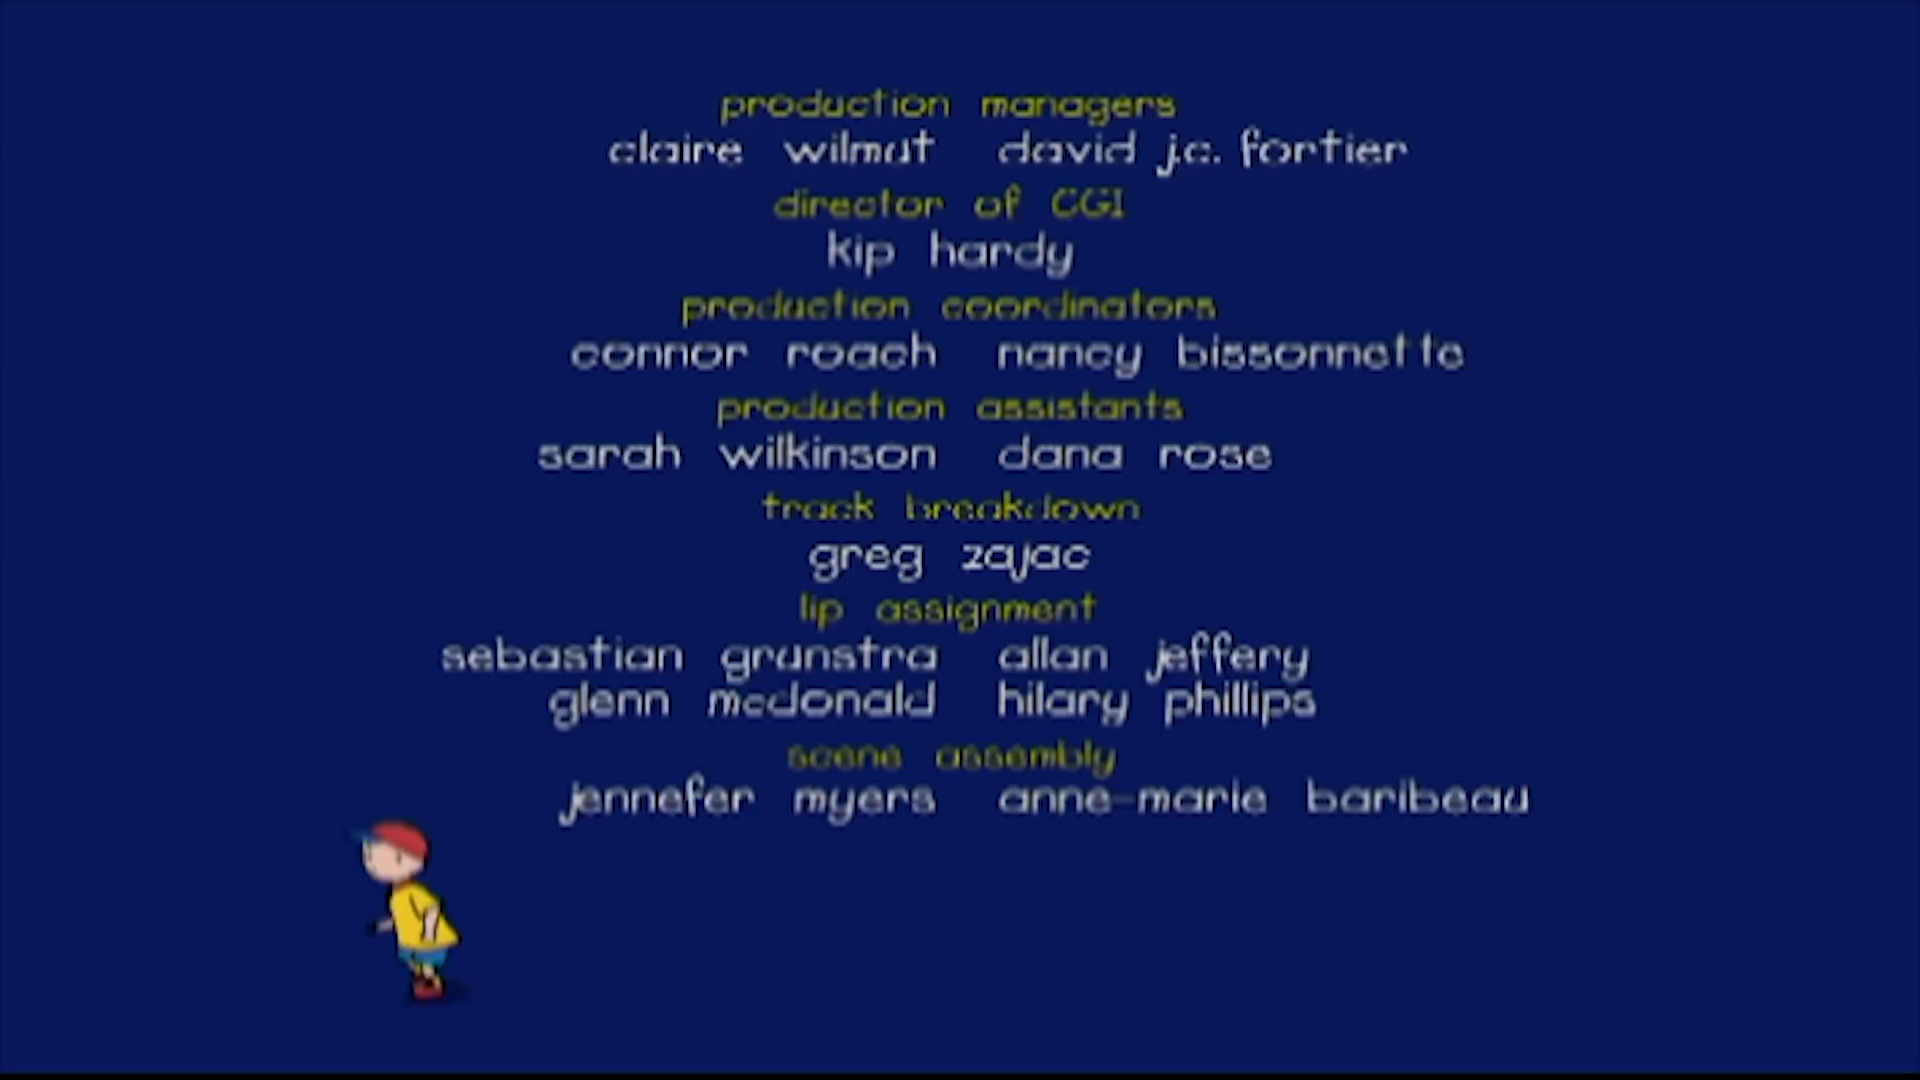 production managers
claire wilmut david j.c. fortier
director of CGI
kip hardy
production coordinators
connor roach nancy bissonnette
production assistants
sarah wilkinson dana rose
track breakdown
greg zajac
lip assignment
sebastian grunstra allan jeffery
glenn mcdonald hilary phillips
scene assembly
jennefer myers anne-marie baribeau